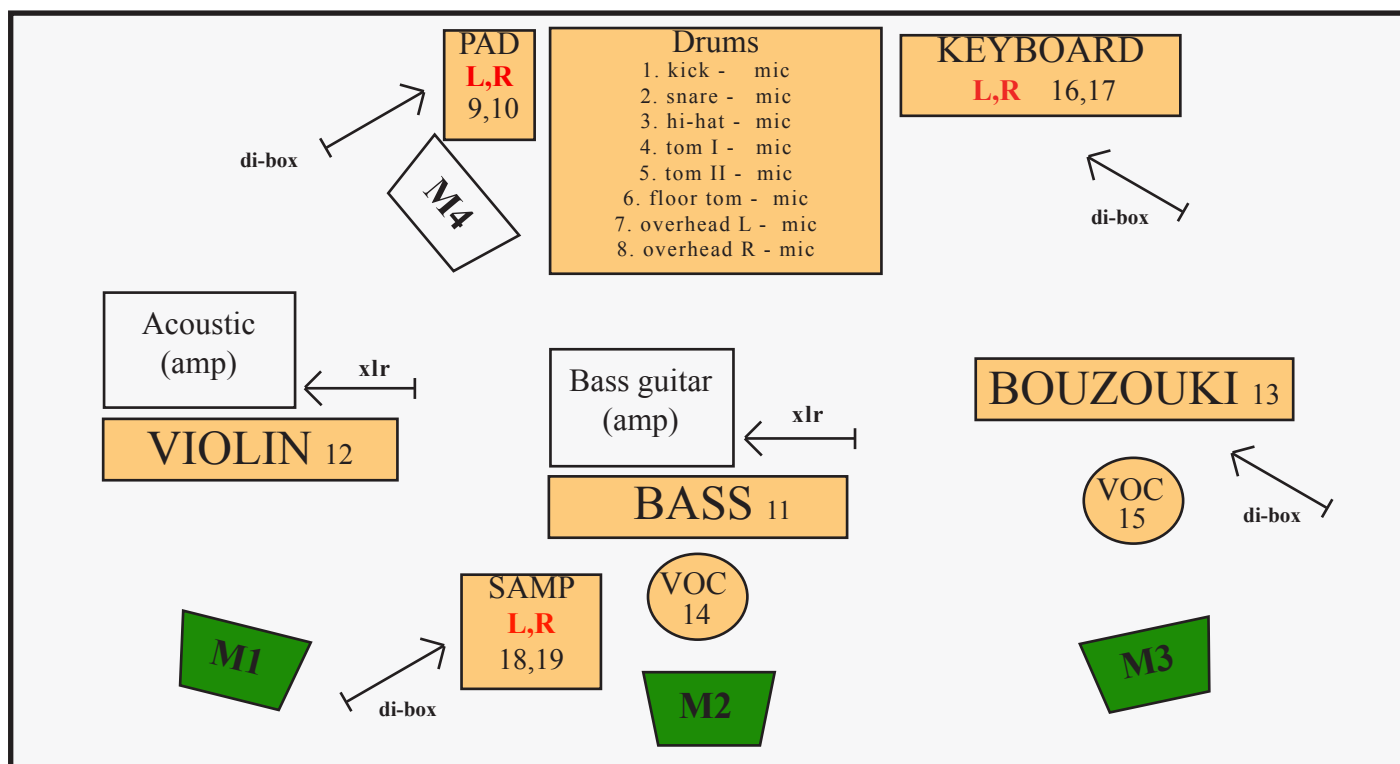 PAD
L,R
9,10
di-box
M4
Drums
1. kick - mic
2. snare - mic
3. hi-hat - mic
4. tom I - mic
5. tom II - mic
6. floor tom - mic
7. overhead L - mic
8. overhead R - mic
KEYBOARD
L,R 16,17
di-box
Acoustic
(amp)
xlr
VIOLIN 12
Bass guitar
(amp)
xlr
BASS 11
BOUZOUKI 13
VOC
15
di-box
SAMP
L,R
18,19
di-box
VOC
14
M1
M2
M3